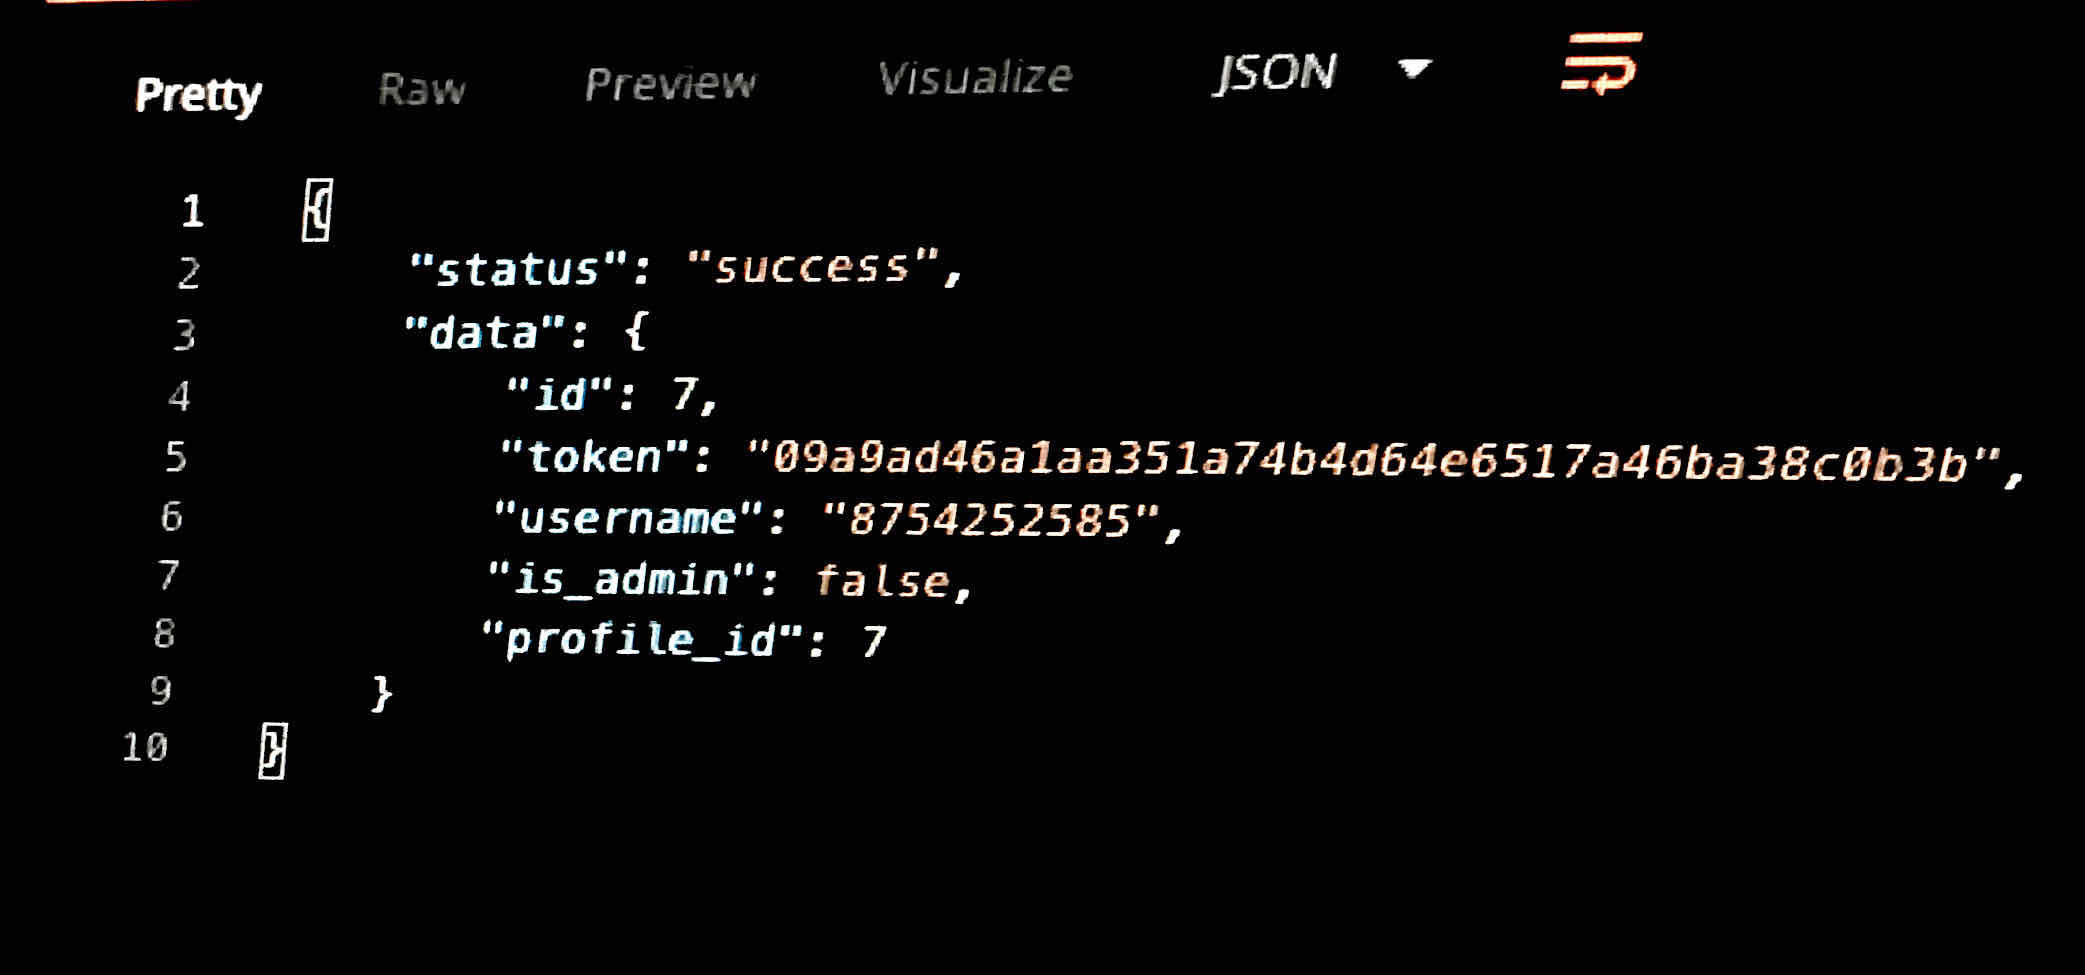 Pretty Raw Preview Visualize JSON
1 {
2 "status": "success",
3 "data": {
4 "id": 7,
5 "token": "09a9ad46a1aa351a74b4d64e6517a46ba38c0b3b",
6 "username": "8754252585",
7 "is_admin": false,
8 "profile_id": 7
9 }
10 }